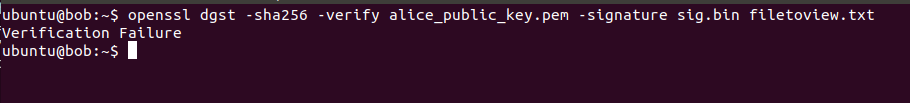 ubuntu@bob:~$ openssl dgst -sha256 -verify alice_public_key.pem -signature sig.bin filetoview.txt
Verification Failure
ubuntu@bob:~$